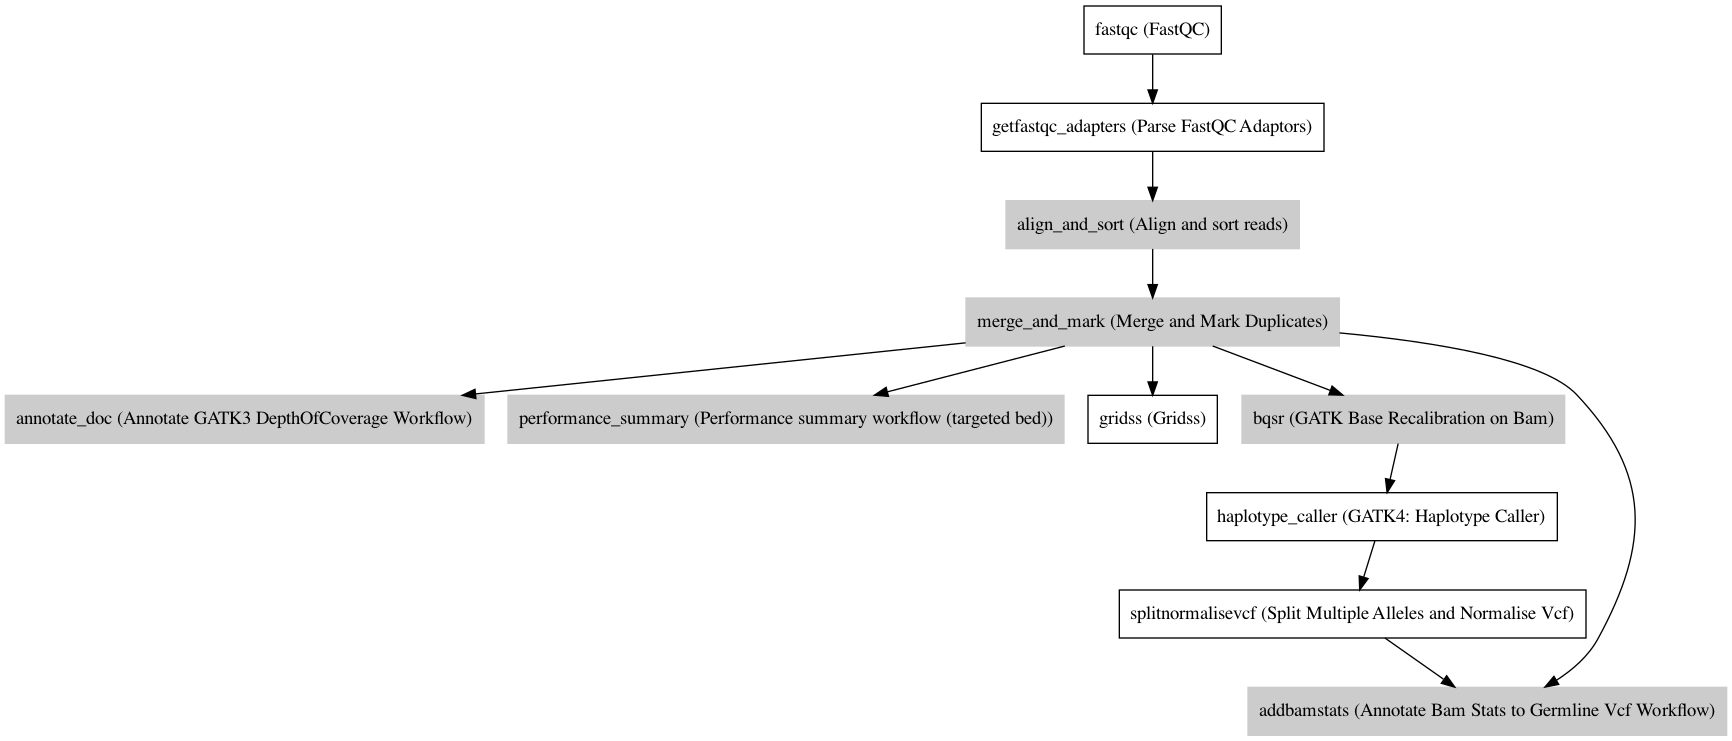 fastqc (FastQC)
getfastqc_adapters (Parse FastQC Adaptors)
align_and_sort (Align and sort reads)
merge_and_mark (Merge and Mark Duplicates)
annotate_doc (Annotate GATK3 DepthOfCoverage Workflow)
performance_summary (Performance summary workflow (targeted bed))
gridss (Gridss)
bqsr (GATK Base Recalibration on Bam)
haplotype_caller (GATK4: Haplotype Caller)
splitnormalisevcf (Split Multiple Alleles and Normalise Vcf)
addbamstats (Annotate Bam Stats to Germline Vcf Workflow)